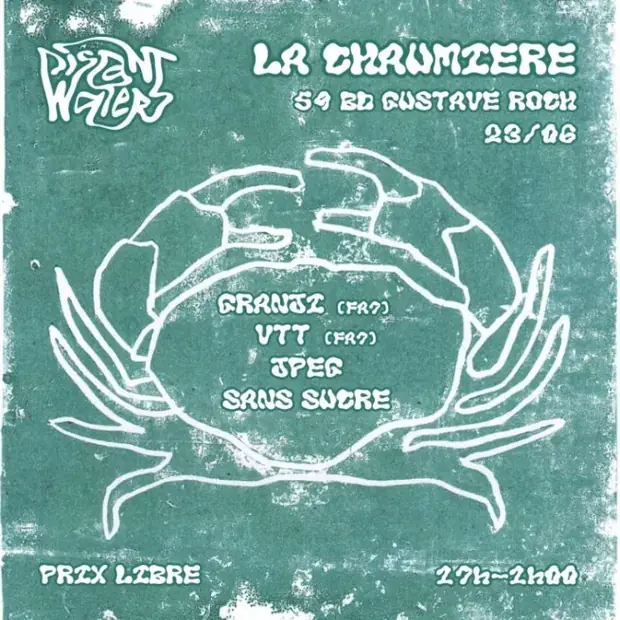 Distant
Waters
LA CHAUMIERE
54 BD GUSTAVE ROCH
23/06
GRANJI (FR?)
VTT (FR?)
JPEG
SANS SUCRE
PRIX LIBRE
17h~1h00